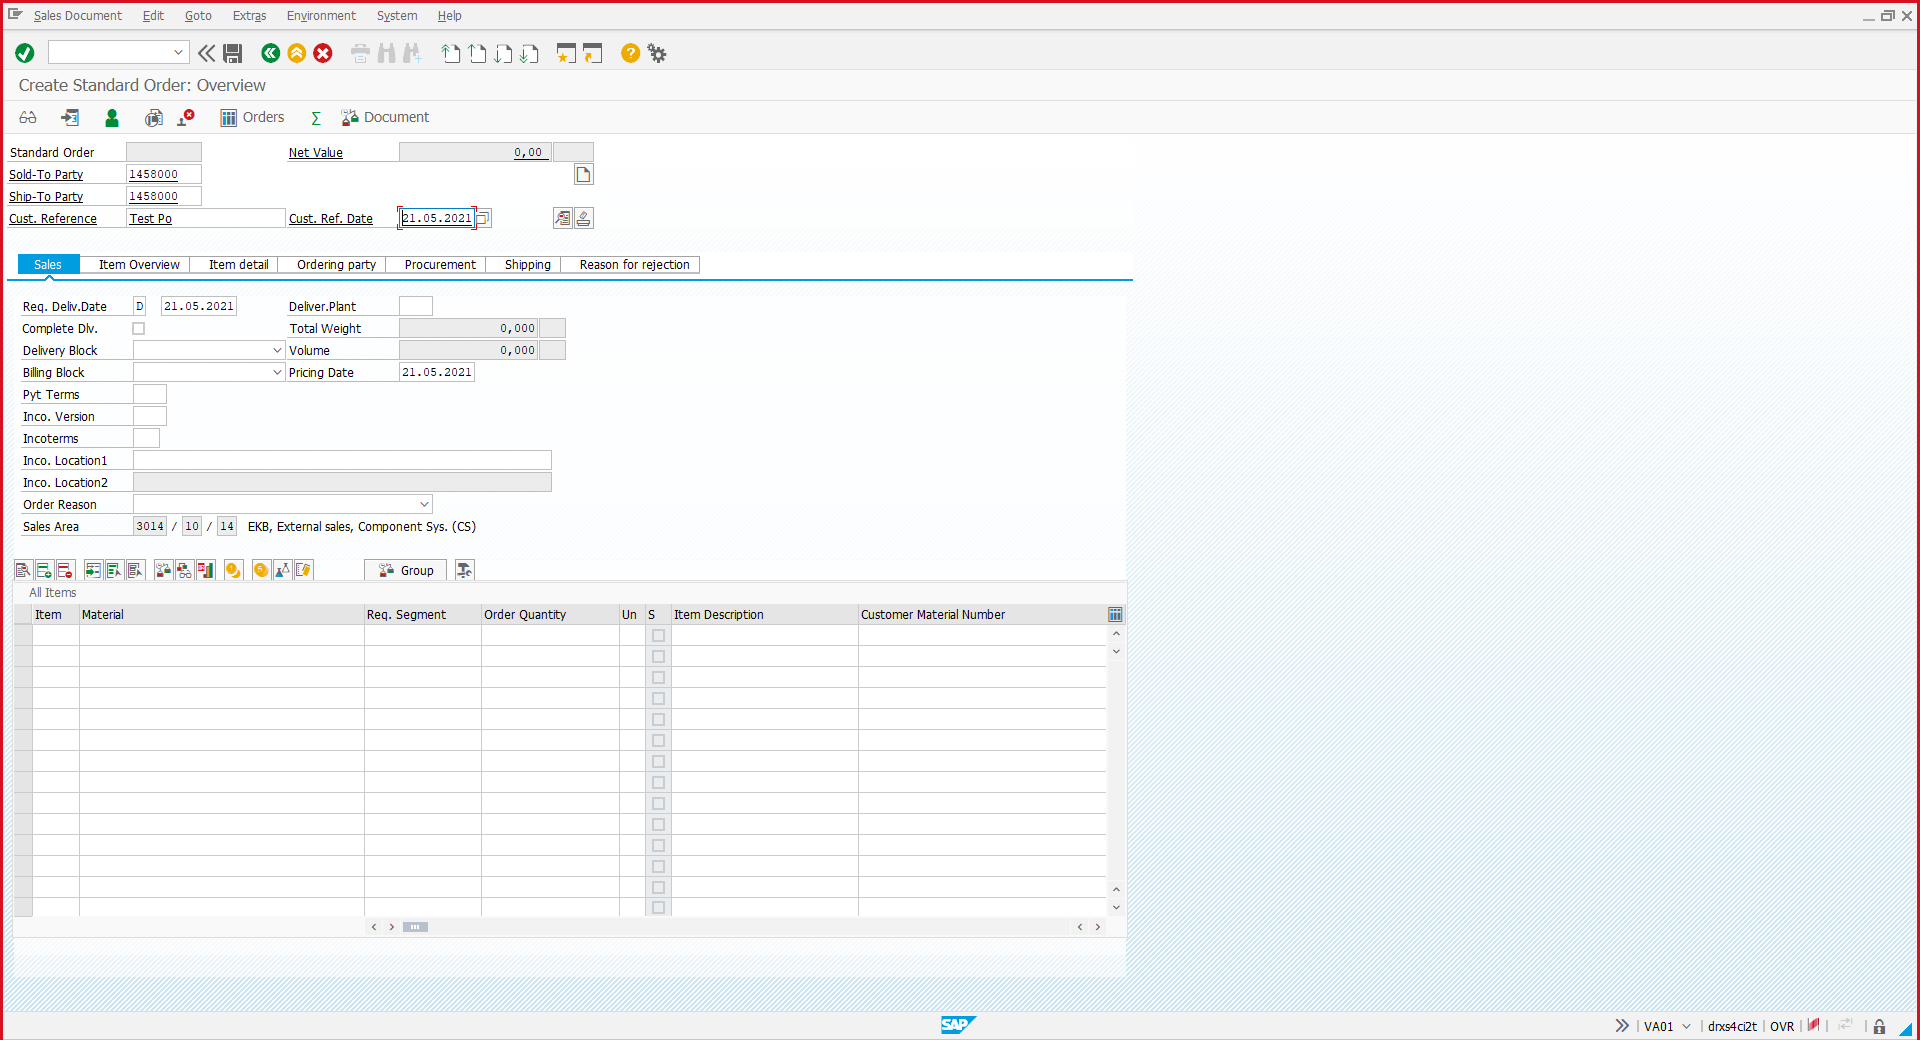 Sales Document Edit Goto Extras Environment System Help
Create Standard Order: Overview
Orders Σ Document
Standard Order Net Value 0,00
Sold-To Party 1458000
Ship-To Party 1458000
Cust. Reference Test Po Cust. Ref. Date 21.05.2021
Sales Item Overview Item detail Ordering party Procurement Shipping Reason for rejection
Req. Deliv.Date D 21.05.2021 Deliver.Plant
Complete Dlv. Total Weight 0,000
Delivery Block Volume 0,000
Billing Block Pricing Date 21.05.2021
Pyt Terms
Inco. Version
Incoterms
Inco. Location1
Inco. Location2
Order Reason
Sales Area 3014 / 10 / 14 EKB, External sales, Component Sys. (CS)
Group
All Items
Item Material Req. Segment Order Quantity Un S Item Description Customer Material Number
SAP VA01 drxs4ci2t OVR